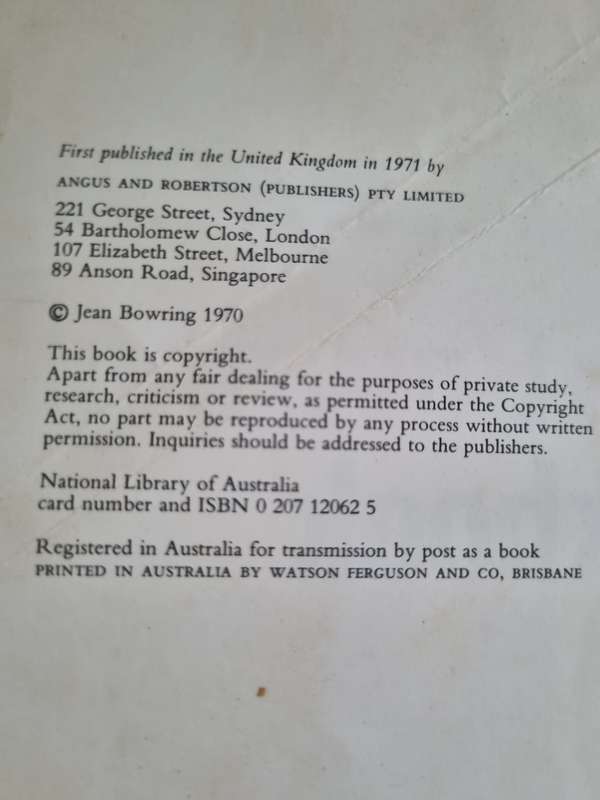 First published in the United Kingdom in 1971 by
ANGUS AND ROBERTSON (PUBLISHERS) PTY LIMITED
221 George Street, Sydney
54 Bartholomew Close, London
107 Elizabeth Street, Melbourne
89 Anson Road, Singapore
© Jean Bowring 1970
This book is copyright.
Apart from any fair dealing for the purposes of private study,
research, criticism or review, as permitted under the Copyright
Act, no part may be reproduced by any process without written
permission. Inquiries should be addressed to the publishers.
National Library of Australia
card number and ISBN 0 207 12062 5
Registered in Australia for transmission by post as a book
PRINTED IN AUSTRALIA BY WATSON FERGUSON AND CO, BRISBANE